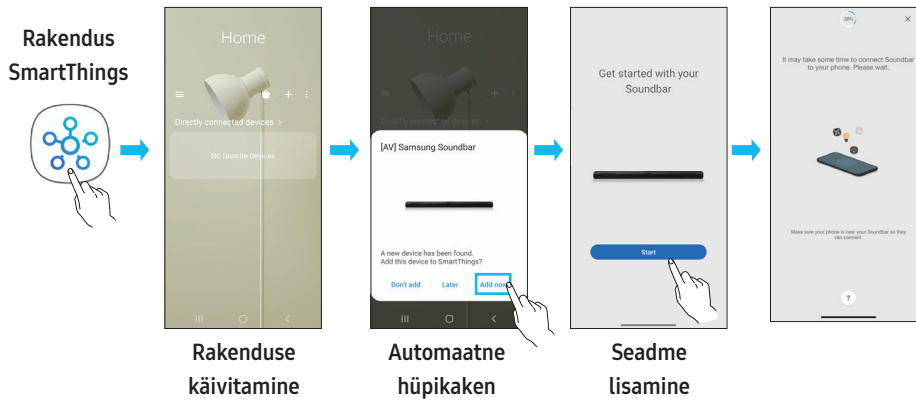 Rakendus
SmartThings
Home
Directly connected devices >
No favorite devices
Rakenduse
käivitamine
Home
Directly connected devices >
[AV] Samsung Soundbar
A new device has been found.
Add this device to SmartThings?
Don't add Later Add now
Automaatne
hüpikaken
Get started with your
Soundbar
Start
Seadme
lisamine
It may take some time to connect Soundbar
to your phone. Please wait.
Make sure your phone is near your Soundbar so they
can connect.
?